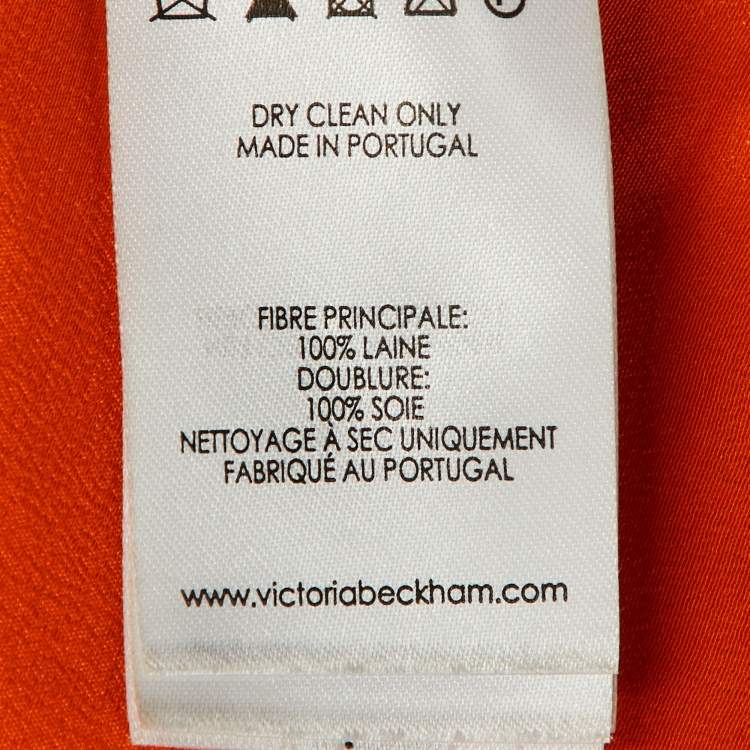 DRY CLEAN ONLY
MADE IN PORTUGAL
FIBRE PRINCIPALE:
100% LAINE
DOUBLURE:
100% SOIE
NETTOYAGE À SEC UNIQUEMENT
FABRIQUÉ AU PORTUGAL
www.victoriabeckham.com